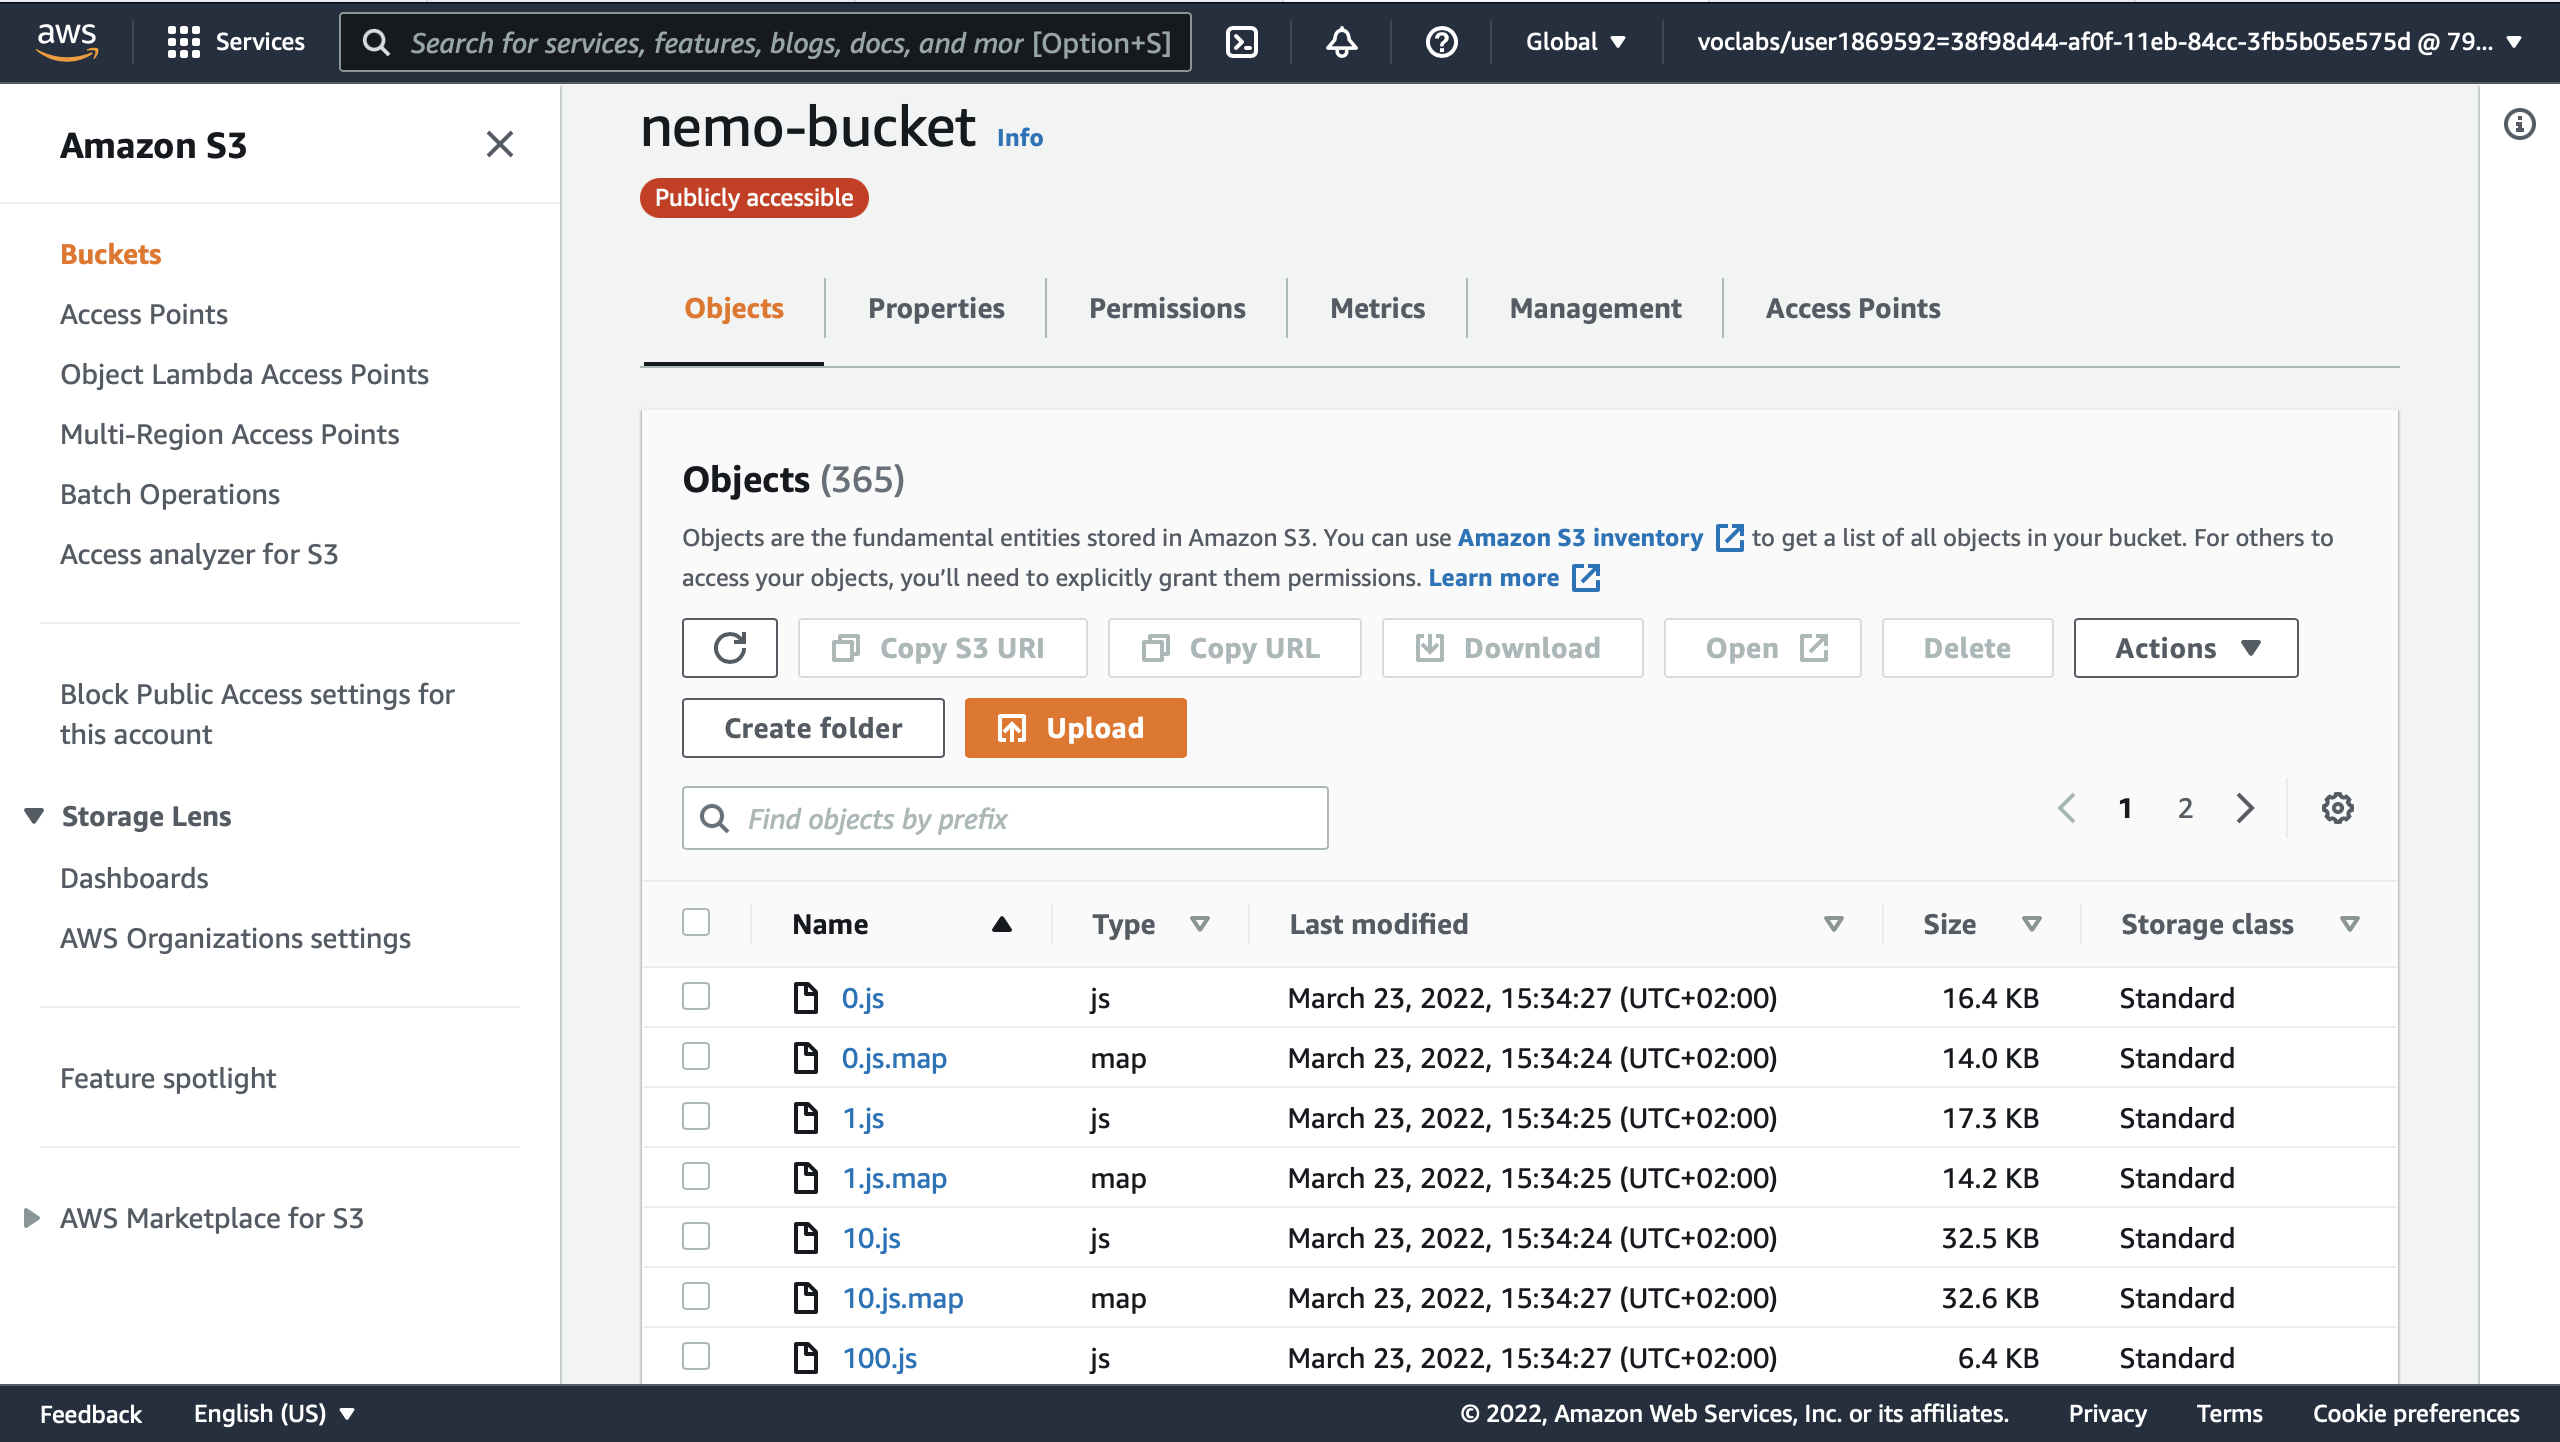 aws
Services
Search for services, features, blogs, docs, and mor [Option+S]
Global
voclabs/user1869592=38f98d44-af0f-11eb-84cc-3fb5b05e575d @ 79...
Amazon S3
Buckets
Access Points
Object Lambda Access Points
Multi-Region Access Points
Batch Operations
Access analyzer for S3
Block Public Access settings for
this account
Storage Lens
Dashboards
AWS Organizations settings
Feature spotlight
AWS Marketplace for S3
nemo-bucket Info
Publicly accessible
Objects Properties Permissions Metrics Management Access Points
Objects (365)
Objects are the fundamental entities stored in Amazon S3. You can use Amazon S3 inventory to get a list of all objects in your bucket. For others to
access your objects, you’ll need to explicitly grant them permissions. Learn more
Copy S3 URI Copy URL Download Open Delete Actions
Create folder Upload
Find objects by prefix
1 2
Name Type Last modified Size Storage class
0.js js March 23, 2022, 15:34:27 (UTC+02:00) 16.4 KB Standard
0.js.map map March 23, 2022, 15:34:24 (UTC+02:00) 14.0 KB Standard
1.js js March 23, 2022, 15:34:25 (UTC+02:00) 17.3 KB Standard
1.js.map map March 23, 2022, 15:34:25 (UTC+02:00) 14.2 KB Standard
10.js js March 23, 2022, 15:34:24 (UTC+02:00) 32.5 KB Standard
10.js.map map March 23, 2022, 15:34:27 (UTC+02:00) 32.6 KB Standard
100.js js March 23, 2022, 15:34:27 (UTC+02:00) 6.4 KB Standard
Feedback English (US) © 2022, Amazon Web Services, Inc. or its affiliates. Privacy Terms Cookie preferences